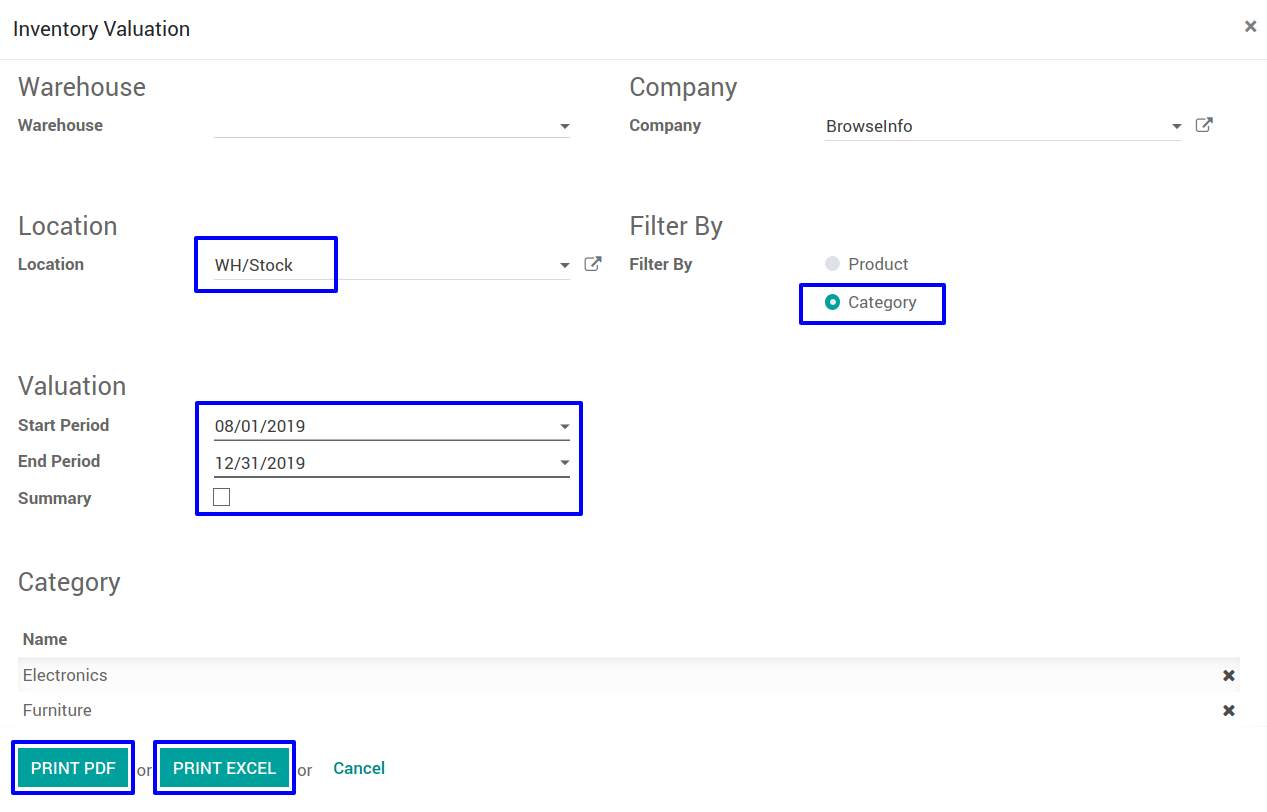 Inventory Valuation
Warehouse
Company
Warehouse
Company
BrowseInfo
Location
Filter By
Location
WH/Stock
Filter By
Product
Category
Valuation
Start Period
08/01/2019
End Period
12/31/2019
Summary
Category
Name
Electronics
Furniture
PRINT PDF or PRINT EXCEL or Cancel